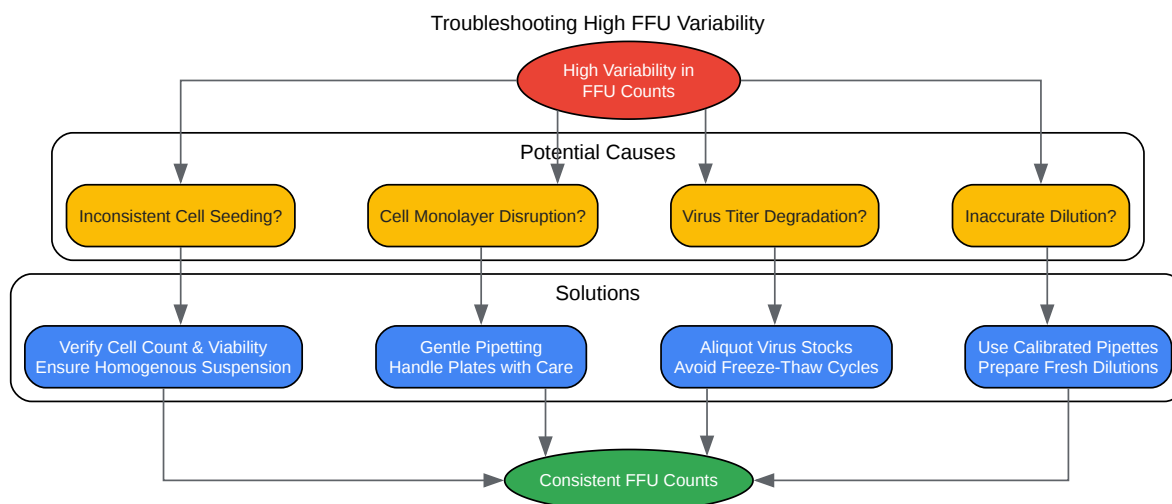 Troubleshooting High FFU Variability
High Variability in
FFU Counts
Potential Causes
Inconsistent Cell Seeding?
Cell Monolayer Disruption?
Virus Titer Degradation?
Inaccurate Dilution?
Solutions
Verify Cell Count & Viability
Ensure Homogenous Suspension
Gentle Pipetting
Handle Plates with Care
Aliquot Virus Stocks
Avoid Freeze-Thaw Cycles
Use Calibrated Pipettes
Prepare Fresh Dilutions
Consistent FFU Counts